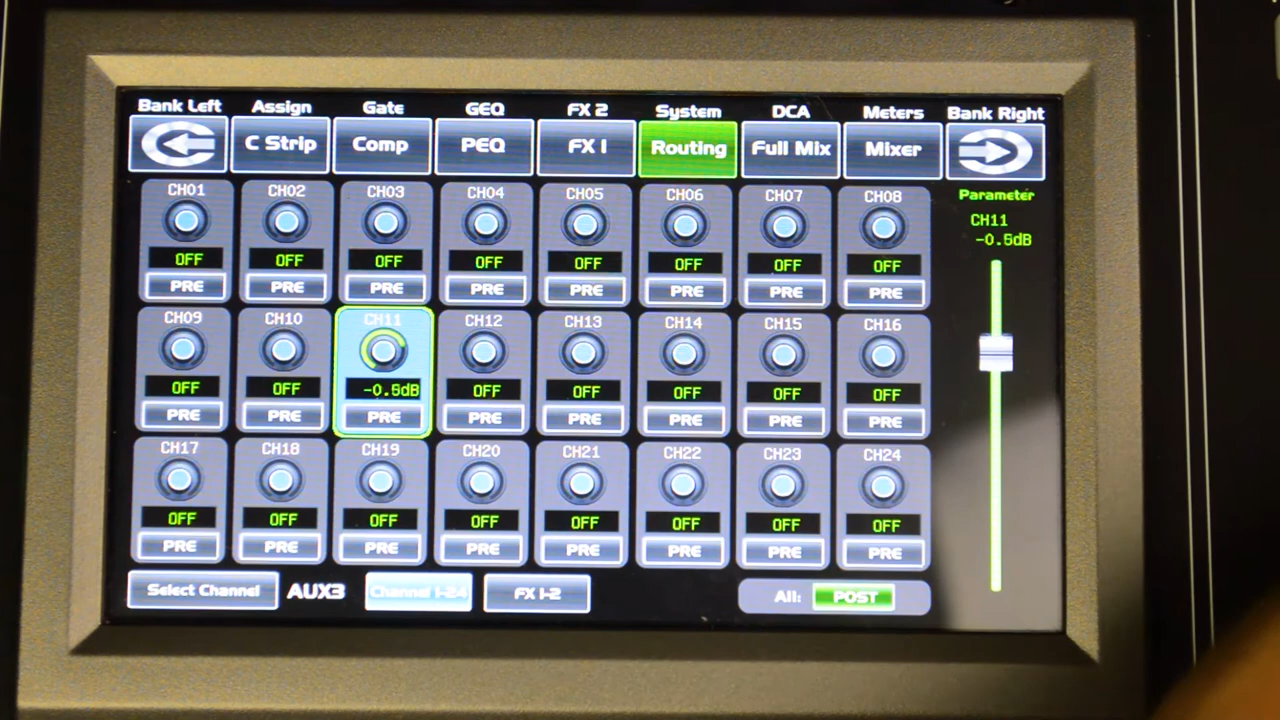 Bank Left Assign Gate GEQ FX 2 System DCA Meters Bank Right
C Strip Comp PEQ FX 1 Routing Full Mix Mixer
CH01 CH02 CH03 CH04 CH05 CH06 CH07 CH08 Parameter
CH11
-0.5dB
OFF OFF OFF OFF OFF OFF OFF OFF
PRE PRE PRE PRE PRE PRE PRE PRE
CH09 CH10 CH11 CH12 CH13 CH14 CH15 CH16
OFF OFF -0.5dB OFF OFF OFF OFF OFF
PRE PRE PRE PRE PRE PRE PRE PRE
CH17 CH18 CH19 CH20 CH21 CH22 CH23 CH24
OFF OFF OFF OFF OFF OFF OFF OFF
PRE PRE PRE PRE PRE PRE PRE PRE
Select Channel AUX3 Channel 1-24 FX 1-2 All: POST